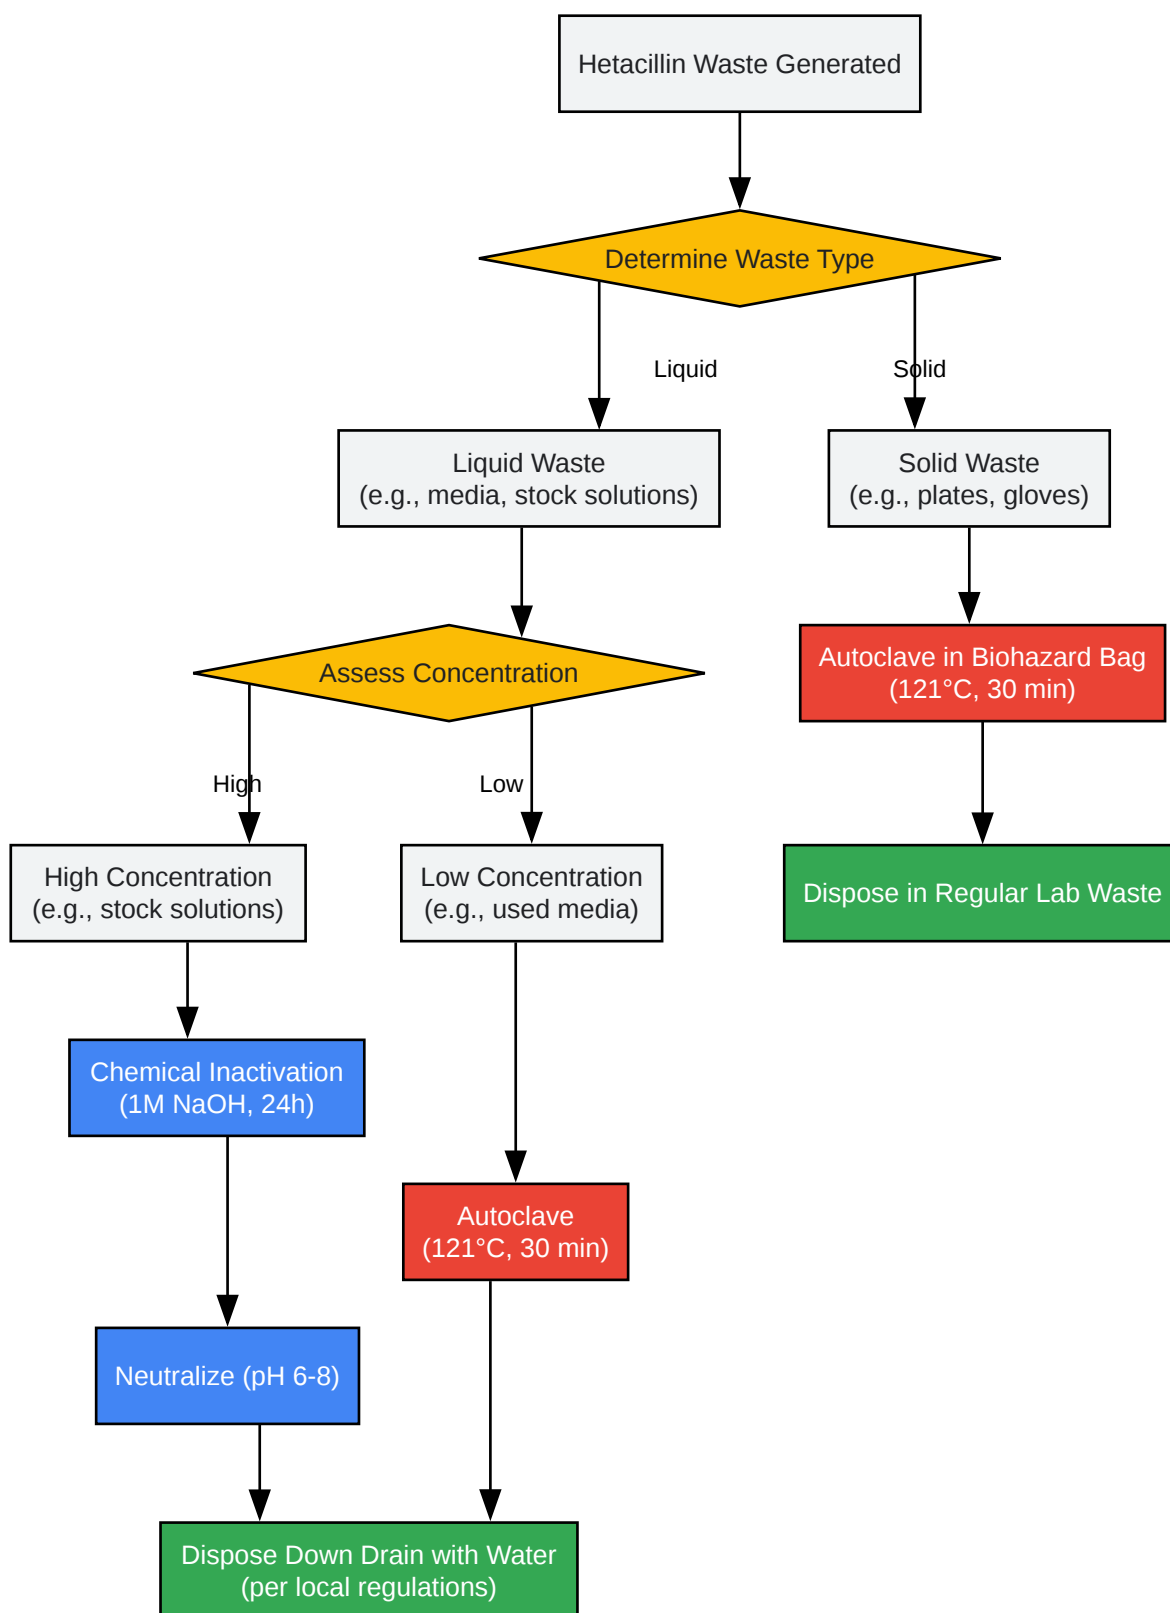 Hetacillin Waste Generated
Determine Waste Type
Liquid
Solid
Liquid Waste
(e.g., media, stock solutions)
Solid Waste
(e.g., plates, gloves)
Assess Concentration
Autoclave in Biohazard Bag
(121°C, 30 min)
High
Low
High Concentration
(e.g., stock solutions)
Low Concentration
(e.g., used media)
Dispose in Regular Lab Waste
Chemical Inactivation
(1M NaOH, 24h)
Autoclave
(121°C, 30 min)
Neutralize (pH 6-8)
Dispose Down Drain with Water
(per local regulations)